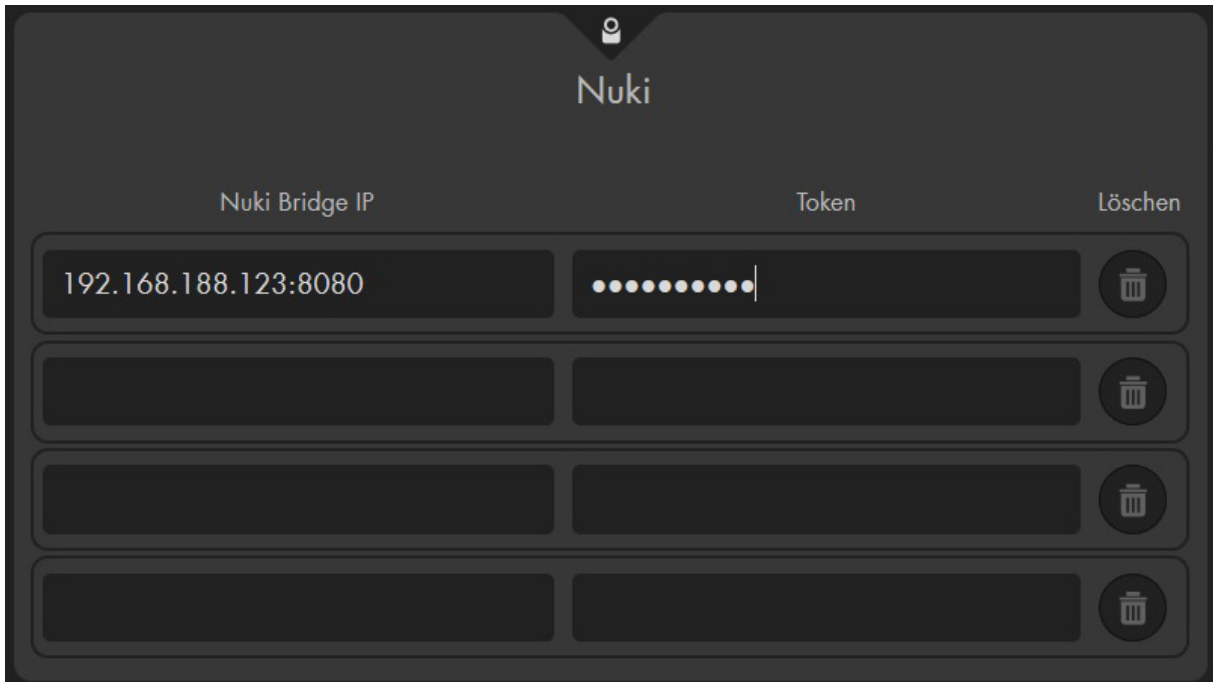 Nuki
Nuki Bridge IP Token Löschen
192.168.188.123:8080 ••••••••••